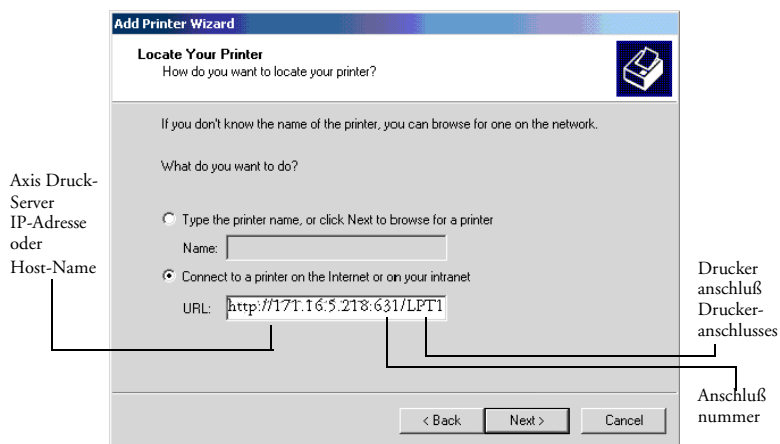 Add Printer Wizard
Locate Your Printer
How do you want to locate your printer?
If you don't know the name of the printer, you can browse for one on the network.
What do you want to do?
Axis Druck-
Server
IP-Adresse
oder
Host-Name
Type the printer name, or click Next to browse for a printer
Name:
Connect to a printer on the Internet or on your intranet
URL: http://171.16.5.218:631/LPT1
Drucker
anschluß
Drucker-
anschlusses
Anschluß
nummer
< Back
Next >
Cancel